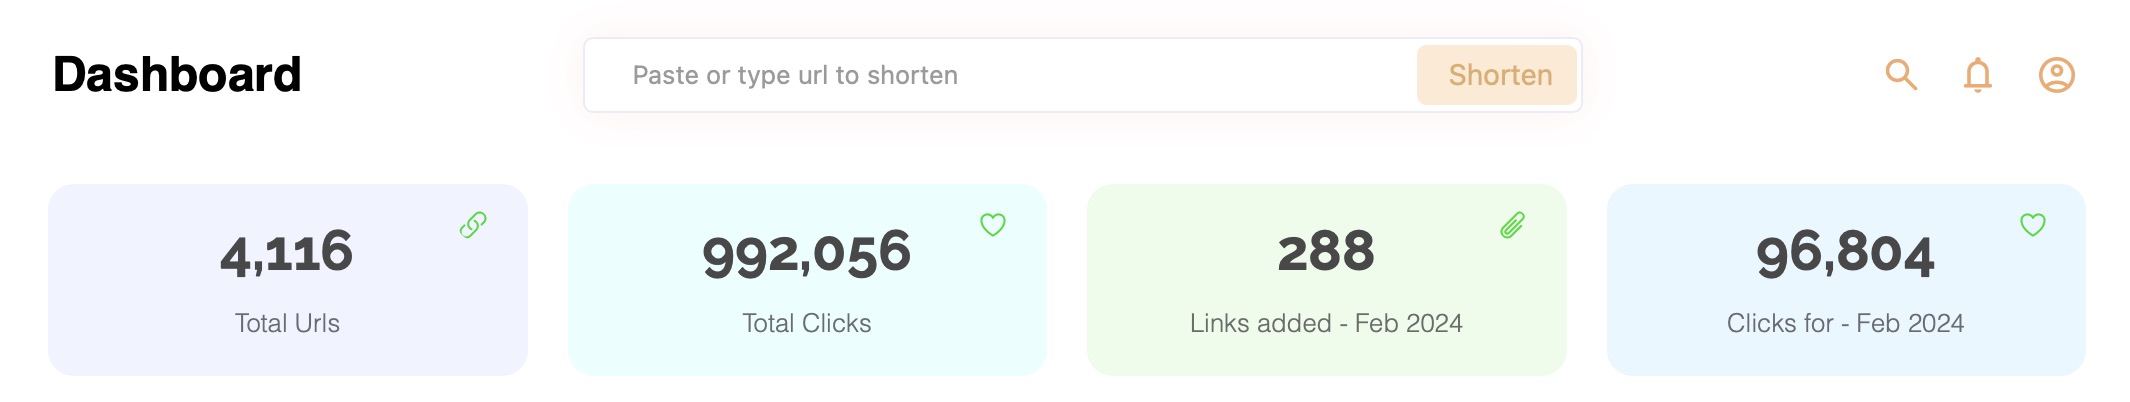 Dashboard
Paste or type url to shorten
Shorten
4,116
Total Urls
992,056
Total Clicks
288
Links added - Feb 2024
96,804
Clicks for - Feb 2024